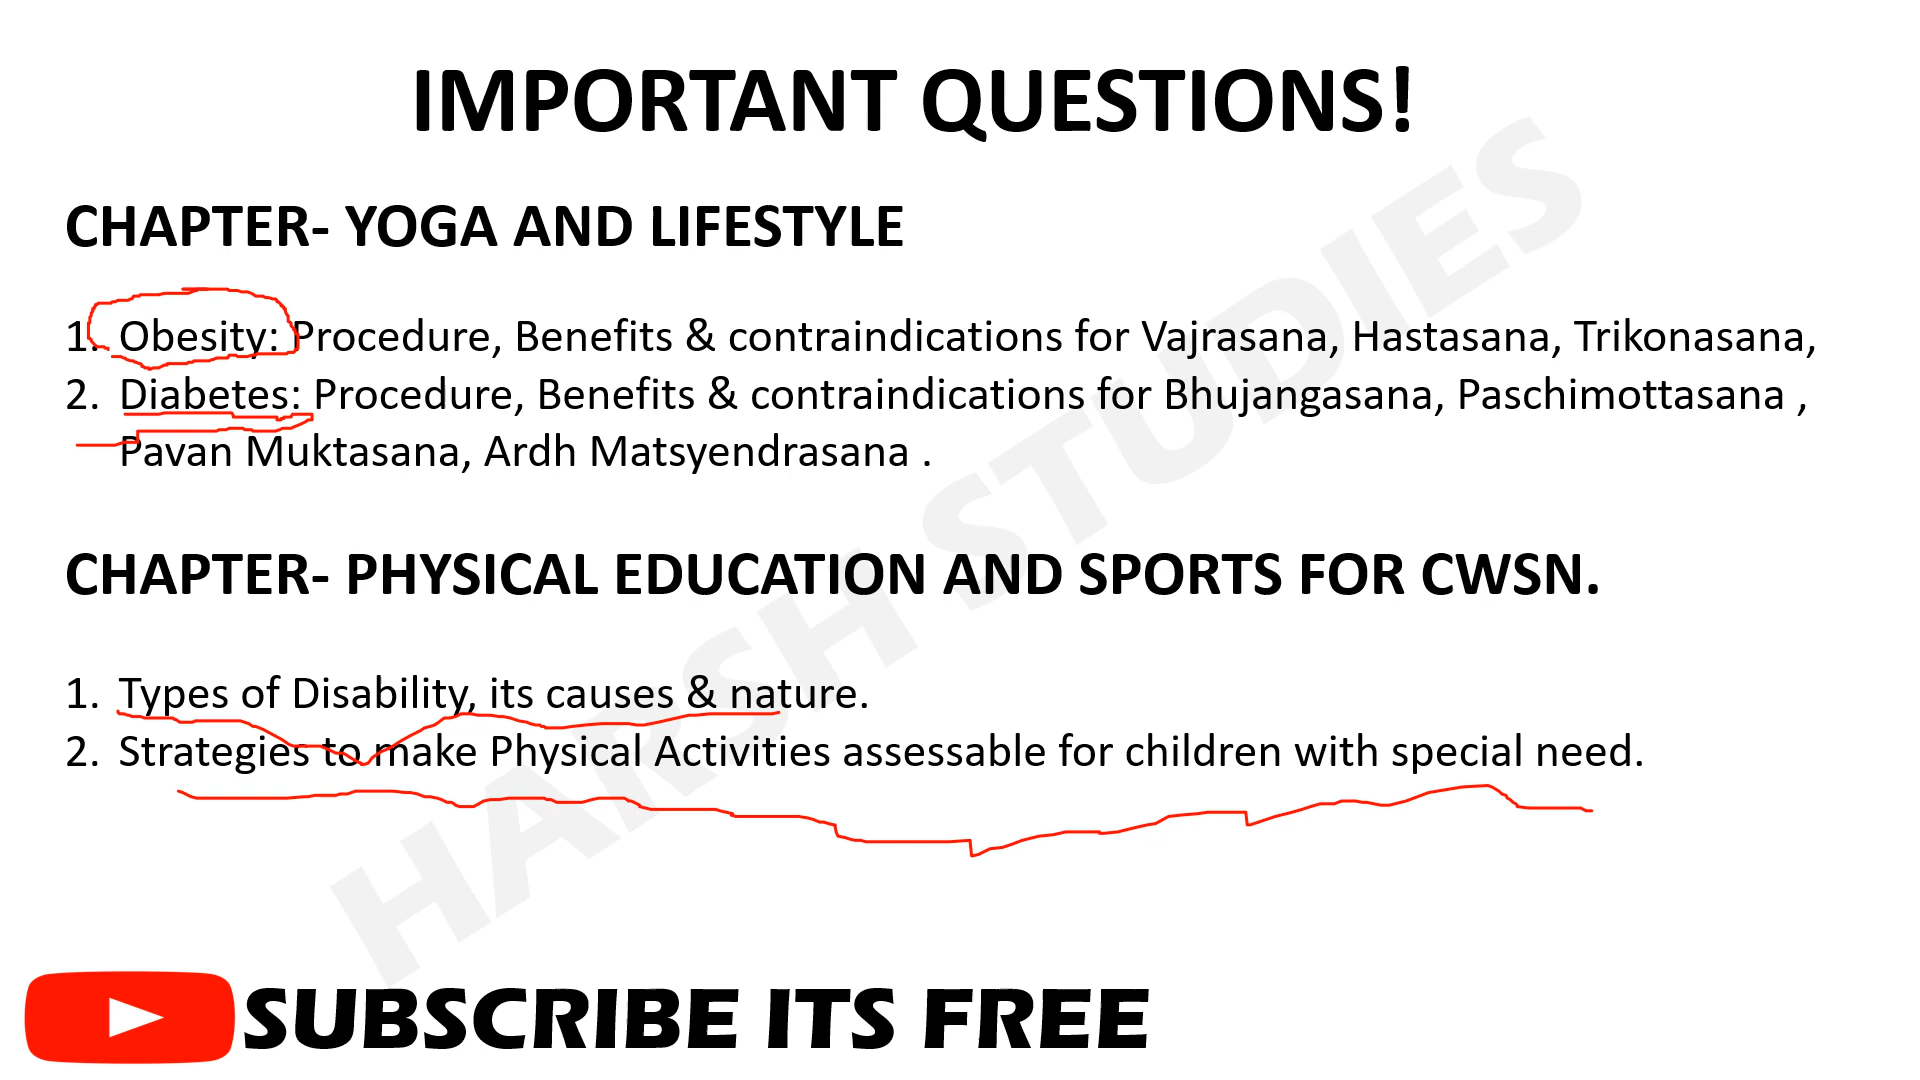 IMPORTANT QUESTIONS!
CHAPTER- YOGA AND LIFESTYLE
1. Obesity: Procedure, Benefits & contraindications for Vajrasana, Hastasana, Trikonasana,
2. Diabetes: Procedure, Benefits & contraindications for Bhujangasana, Paschimottasana ,
Pavan Muktasana, Ardh Matsyendrasana .
CHAPTER- PHYSICAL EDUCATION AND SPORTS FOR CWSN.
1. Types of Disability, its causes & nature.
2. Strategies to make Physical Activities assessable for children with special need.
HARSH STUDIES
SUBSCRIBE ITS FREE